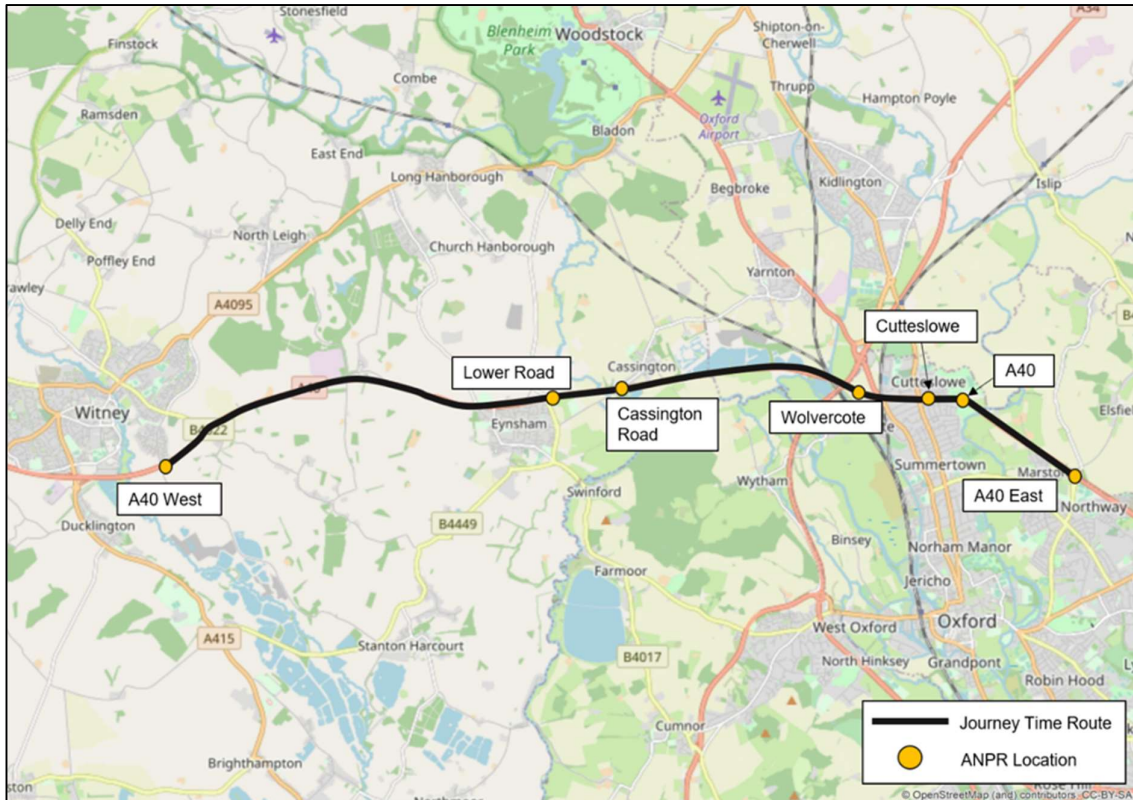 Stonesfield
Finstock
Blenheim
Park
Woodstock
Shipton-on-
Cherwell
A34
Combe
Thrupp
Hampton Poyle
Ramsden
Oxford
Airport
Bladon
East End
Long Hanborough
Begbroke
Kidlington
Islip
Delly End
North Leigh
Church Hanborough
Poffley End
Yarnton
rawley
A4095
Cutteslowe
Lower Road
Cassington
A40
Cutteslowe
Witney
Eynsham
Cassington
Road
Wolvercote
Elsfie
B4022
Summertown
Marston
A40 West
A40 East
Wytham
Swinford
Northway
Ducklington
B4449
Binsey
Norham Manor
Farmoor
Jericho
A415
West Oxford
Oxford
Stanton Harcourt
B4017
North Hinksey
Grandpont
Robin Hood
Cumnor
Journey Time Route
Brighthampton
ANPR Location
ston
© OpenStreetMap (and) contributors, CC-BY-SA